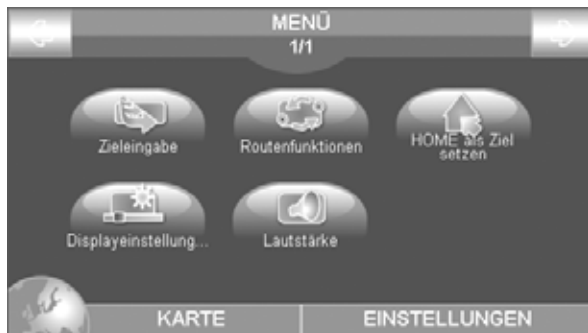 MENÜ
1/1
Zieleingabe
Routenfunktionen
HOME als Ziel
setzen
Displayeinstellung...
Lautstärke
KARTE
EINSTELLUNGEN